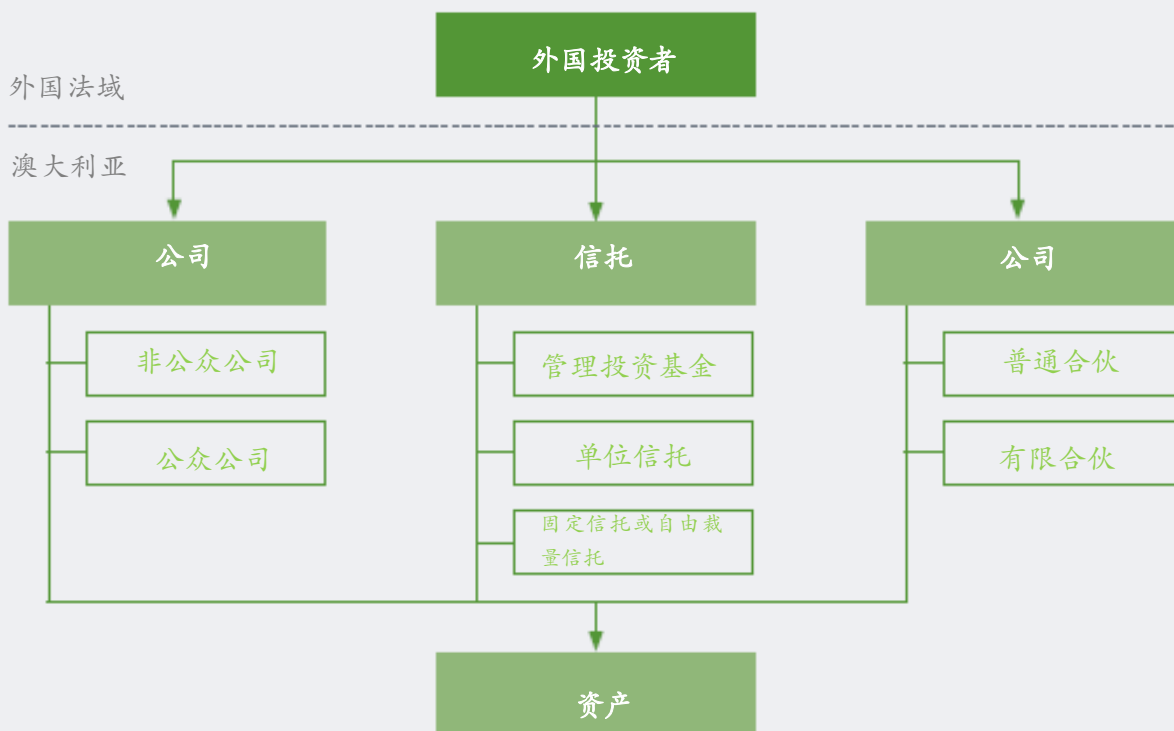 外国投资者
外国法域
澳大利亚
公司
信托
公司
非公众公司
管理投资基金
普通合伙
公众公司
单位信托
有限合伙
固定信托或自由裁
量信托
资产